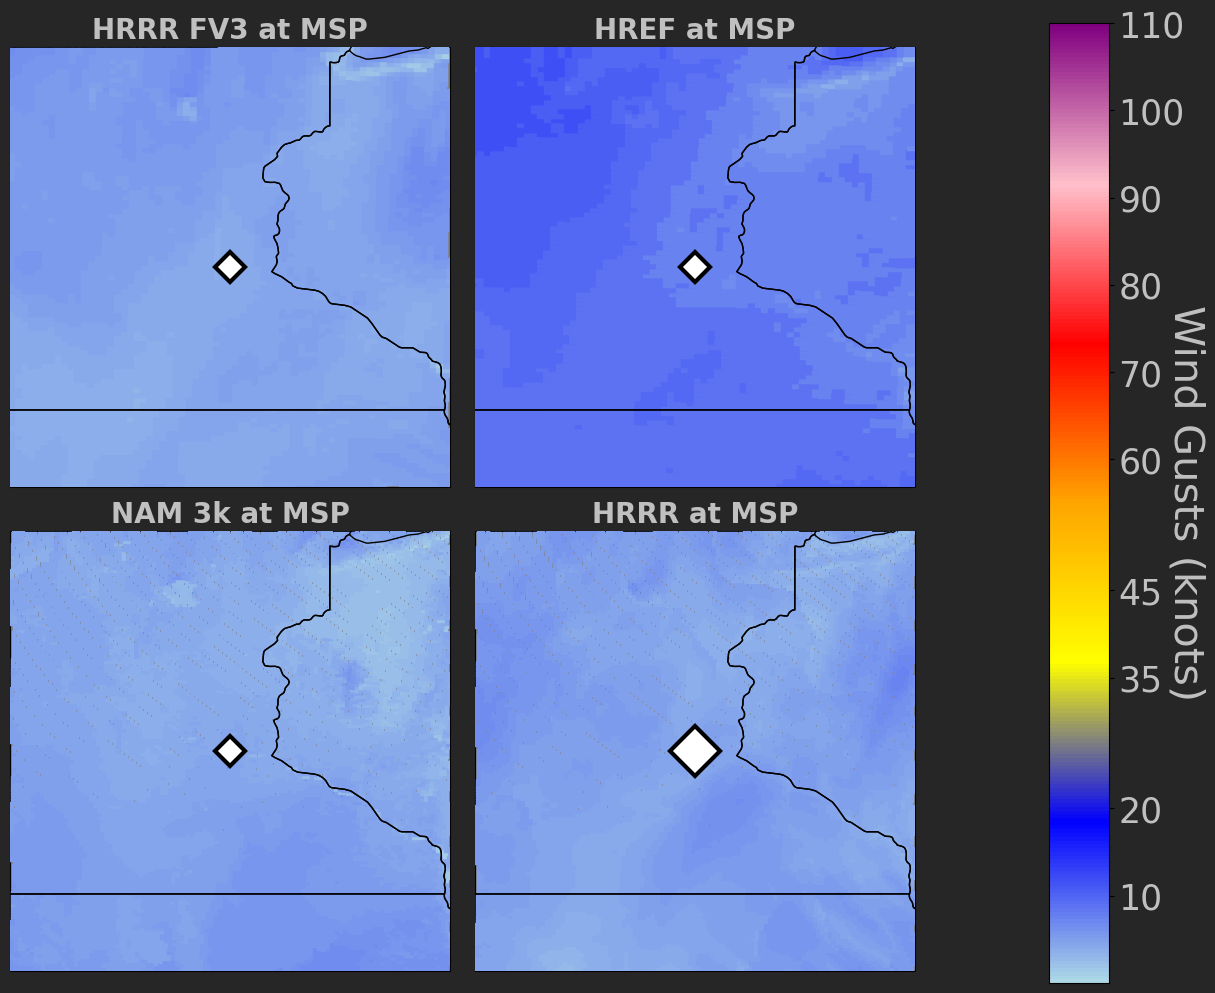 HRRR FV3 at MSP
HREF at MSP
NAM 3k at MSP
HRRR at MSP
110
100
90
80
70
60
45
35
20
10
Wind Gusts (knots)